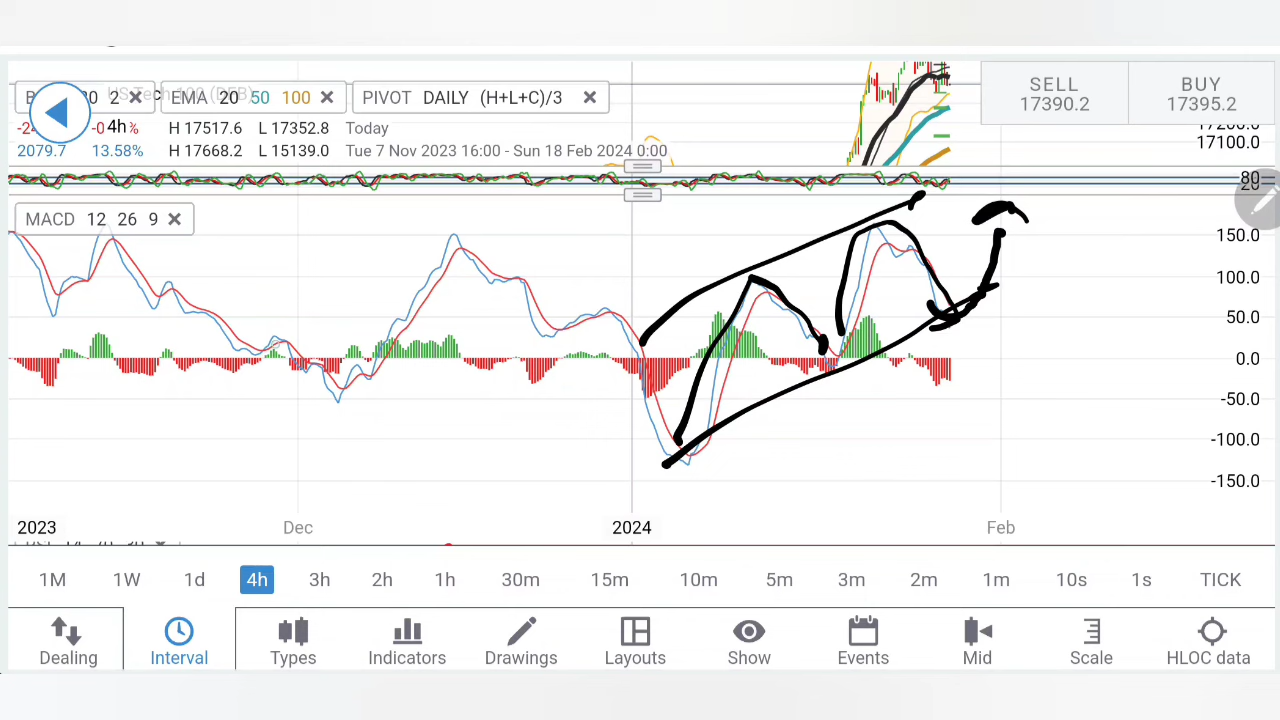 2 × EMA 20 50 100 × PIVOT DAILY (H+L+C)/3 ×
SELL BUY
17390.2 17395.2
4h % H 17517.6 L 17352.8 Today
2079.7 13.58% H 17668.2 L 15139.0 Tue 7 Nov 2023 16:00 - Sun 18 Feb 2024 0:00
17200.0
17100.0
80
20
MACD 12 26 9 ×
150.0
100.0
50.0
0.0
-50.0
-100.0
-150.0
2023 Dec 2024 Feb
1M 1W 1d 4h 3h 2h 1h 30m 15m 10m 5m 3m 2m 1m 10s 1s TICK
Dealing Interval Types Indicators Drawings Layouts Show Events Mid Scale HLOC data